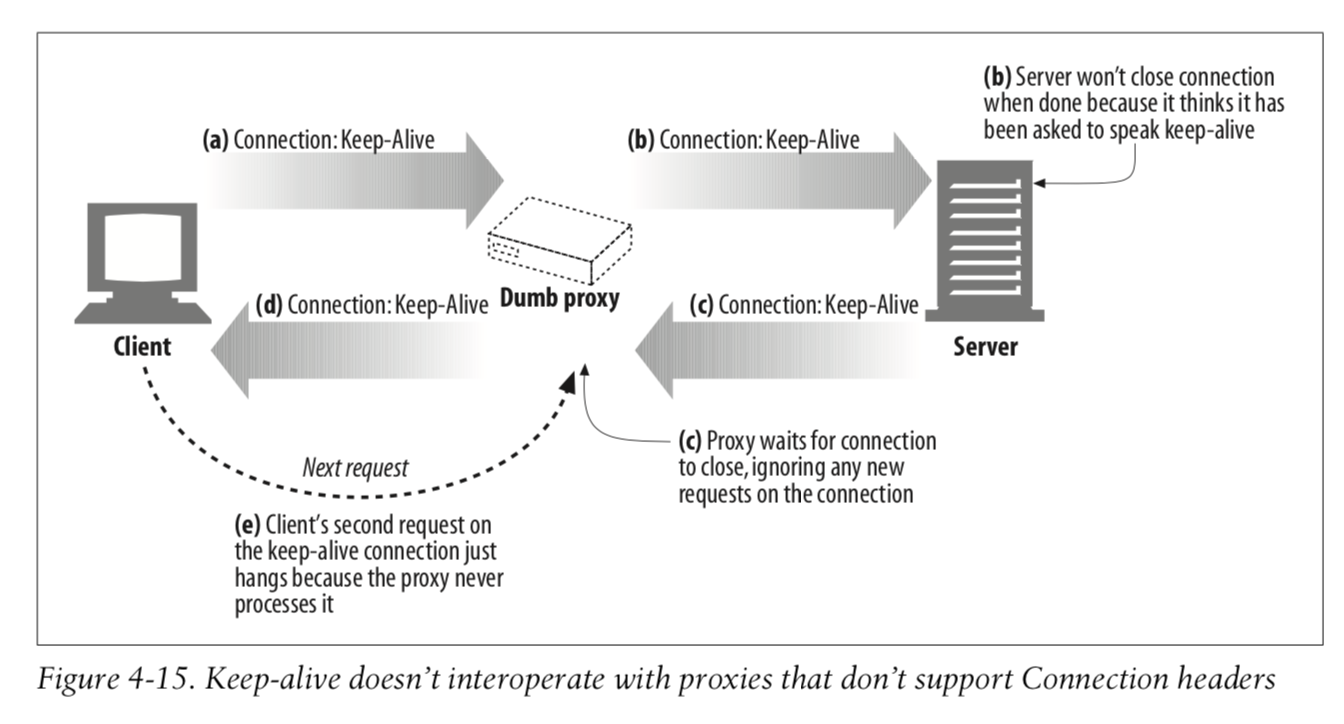 (b) Server won't close connection
when done because it thinks it has
been asked to speak keep-alive
(a) Connection: Keep-Alive
(b) Connection: Keep-Alive
(d) Connection: Keep-Alive
Dumb proxy
(c) Connection: Keep-Alive
Client
Server
(c) Proxy waits for connection
to close, ignoring any new
requests on the connection
Next request
(e) Client's second request on
the keep-alive connection just
hangs because the proxy never
processes it
Figure 4-15. Keep-alive doesn't interoperate with proxies that don't support Connection headers